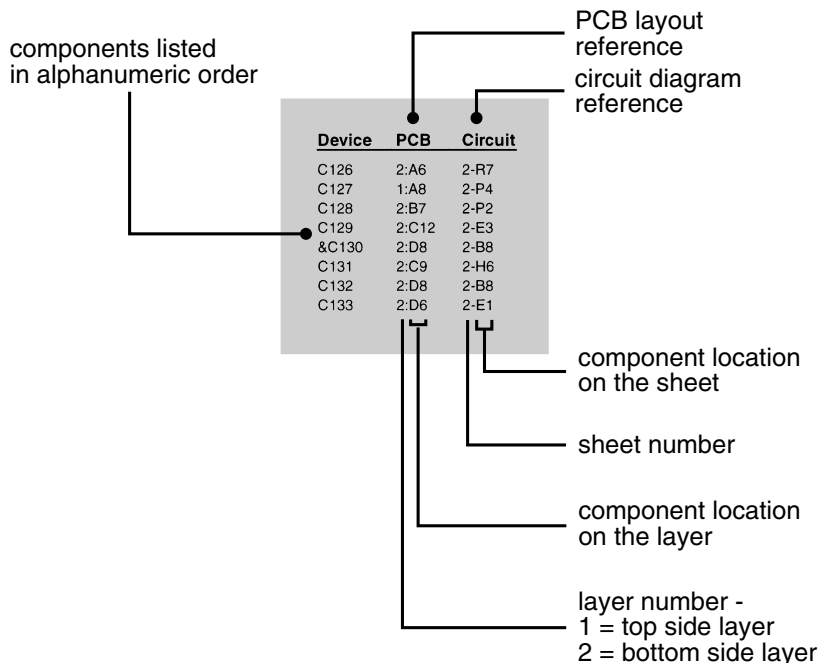 PCB layout
reference
components listed
in alphanumeric order
circuit diagram
reference
Device PCB Circuit
C126 2:A6 2-R7
C127 1:A8 2-P4
C128 2:B7 2-P2
C129 2:C12 2-E3
&C130 2:D8 2-B8
C131 2:C9 2-H6
C132 2:D8 2-B8
C133 2:D6 2-E1
component location
on the sheet
sheet number
component location
on the layer
layer number -
1 = top side layer
2 = bottom side layer